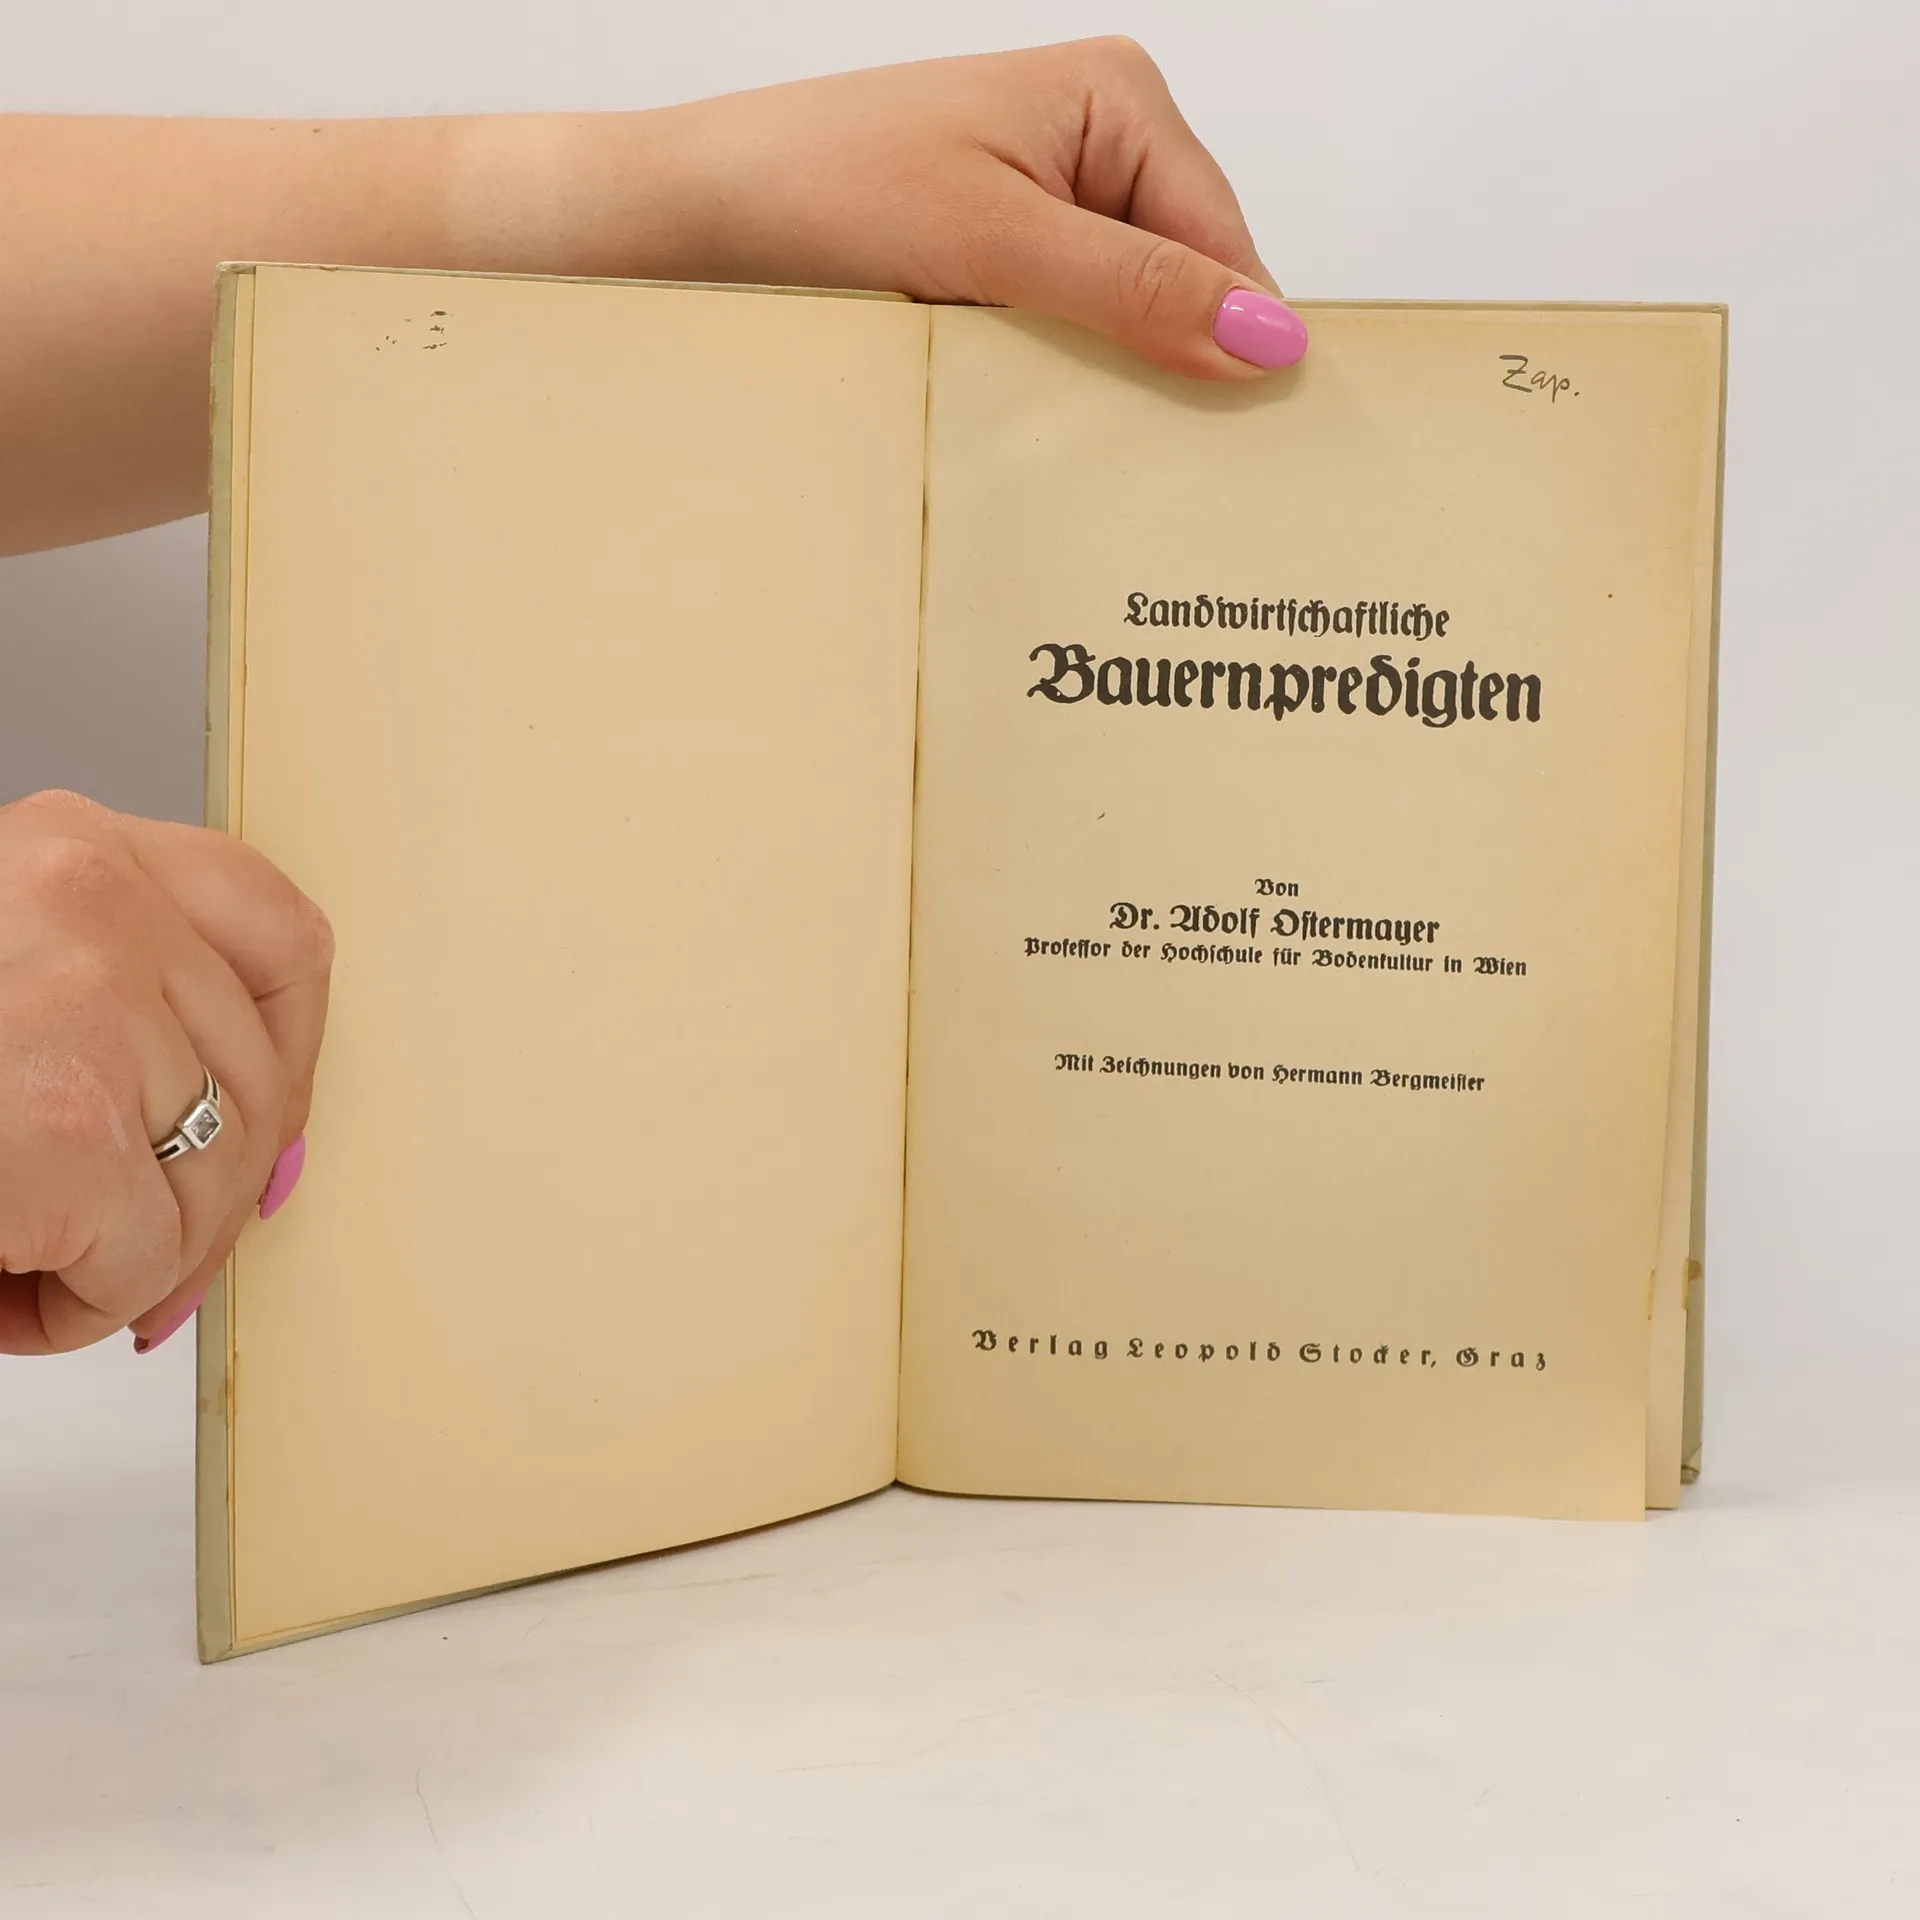 Zap.
Landwirtschaftliche
Bauernpredigten
Von
Dr. Adolf Ostermayer
Professor der Hochschule für Bodenkultur in Wien
Mit Zeichnungen von Hermann Bergmeister
Verlag Leopold Stocker, Graz